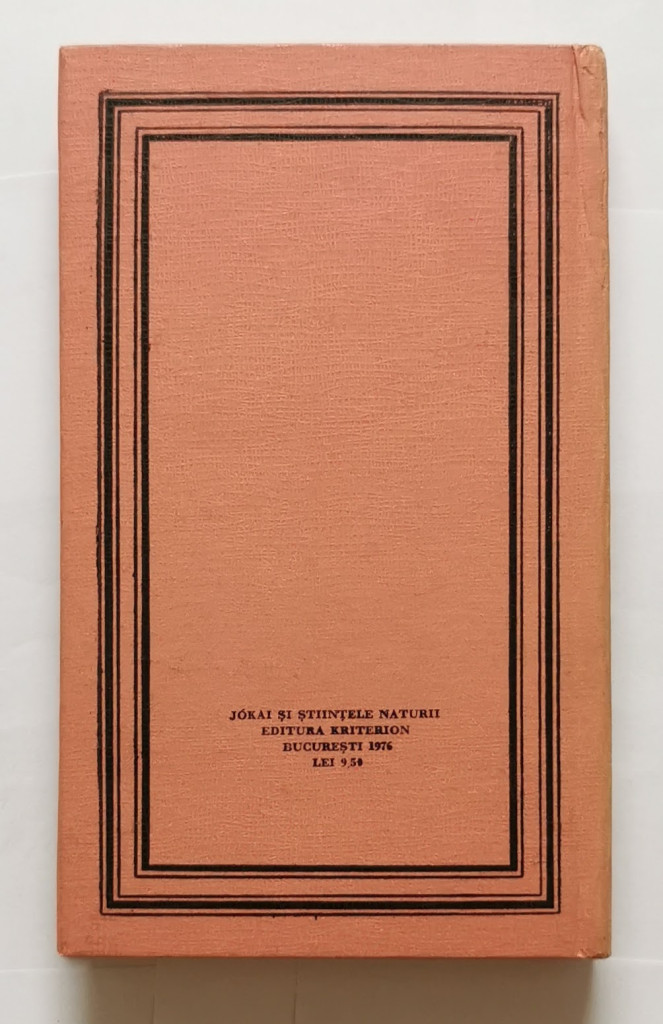 JÓKAI ȘI ȘTIINȚELE NATURII
EDITURA KRITERION
BUCUREȘTI 1976
LEI 9,50